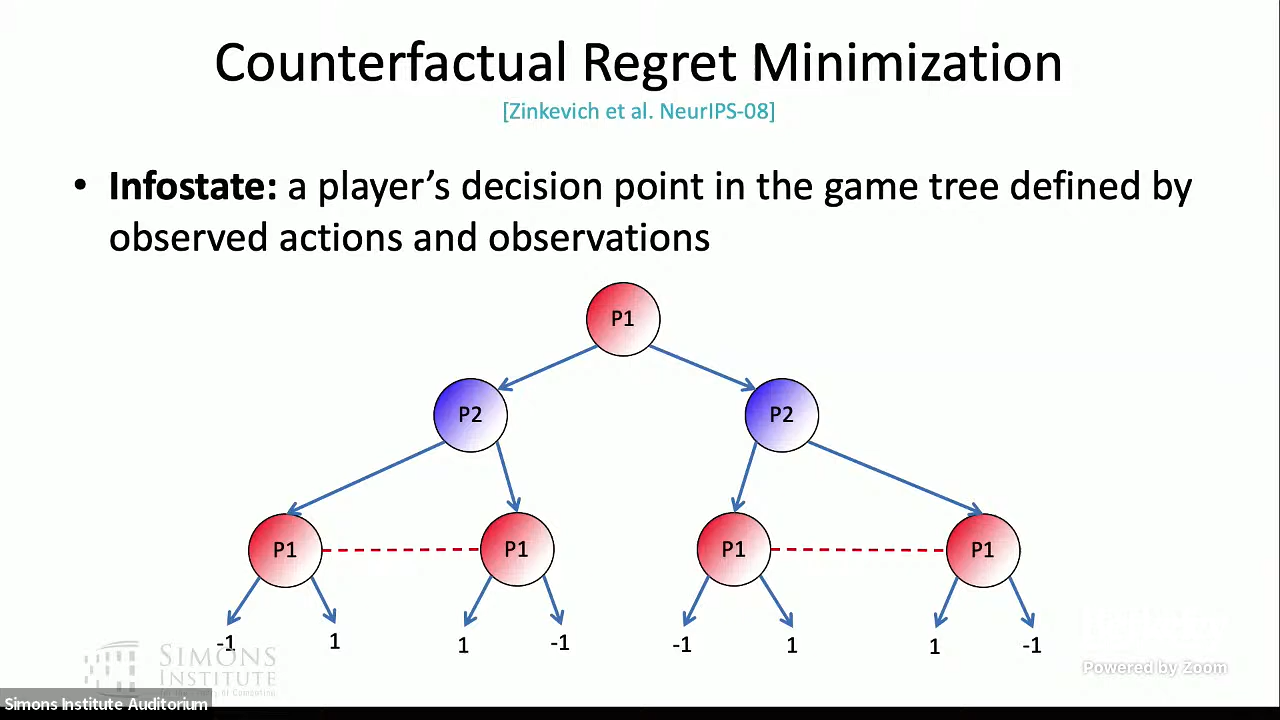 Counterfactual Regret Minimization
[Zinkevich et al. NeurIPS-08]
• Infostate: a player’s decision point in the game tree defined by
observed actions and observations
P1
P2
P2
P1
P1
P1
P1
-1
1
1
-1
-1
1
1
-1
SIMONS
INSTITUTE
Powered by Zoom
Simons Institute Auditorium